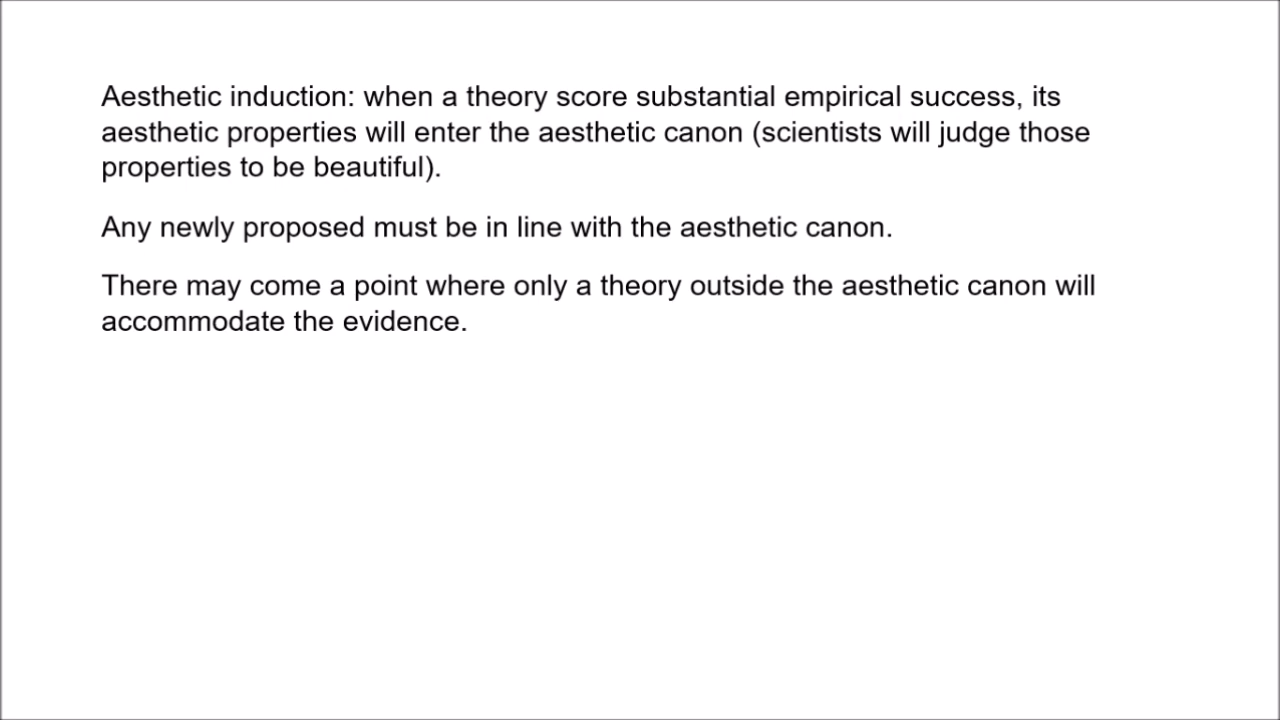 Aesthetic induction: when a theory score substantial empirical success, its
aesthetic properties will enter the aesthetic canon (scientists will judge those
properties to be beautiful).
Any newly proposed must be in line with the aesthetic canon.
There may come a point where only a theory outside the aesthetic canon will
accommodate the evidence.